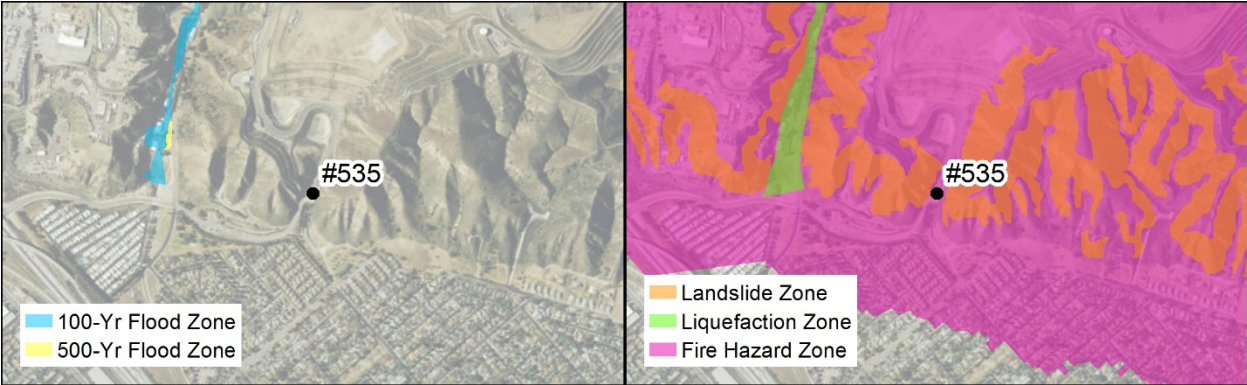 #535
100-Yr Flood Zone
500-Yr Flood Zone
#535
Landslide Zone
Liquefaction Zone
Fire Hazard Zone